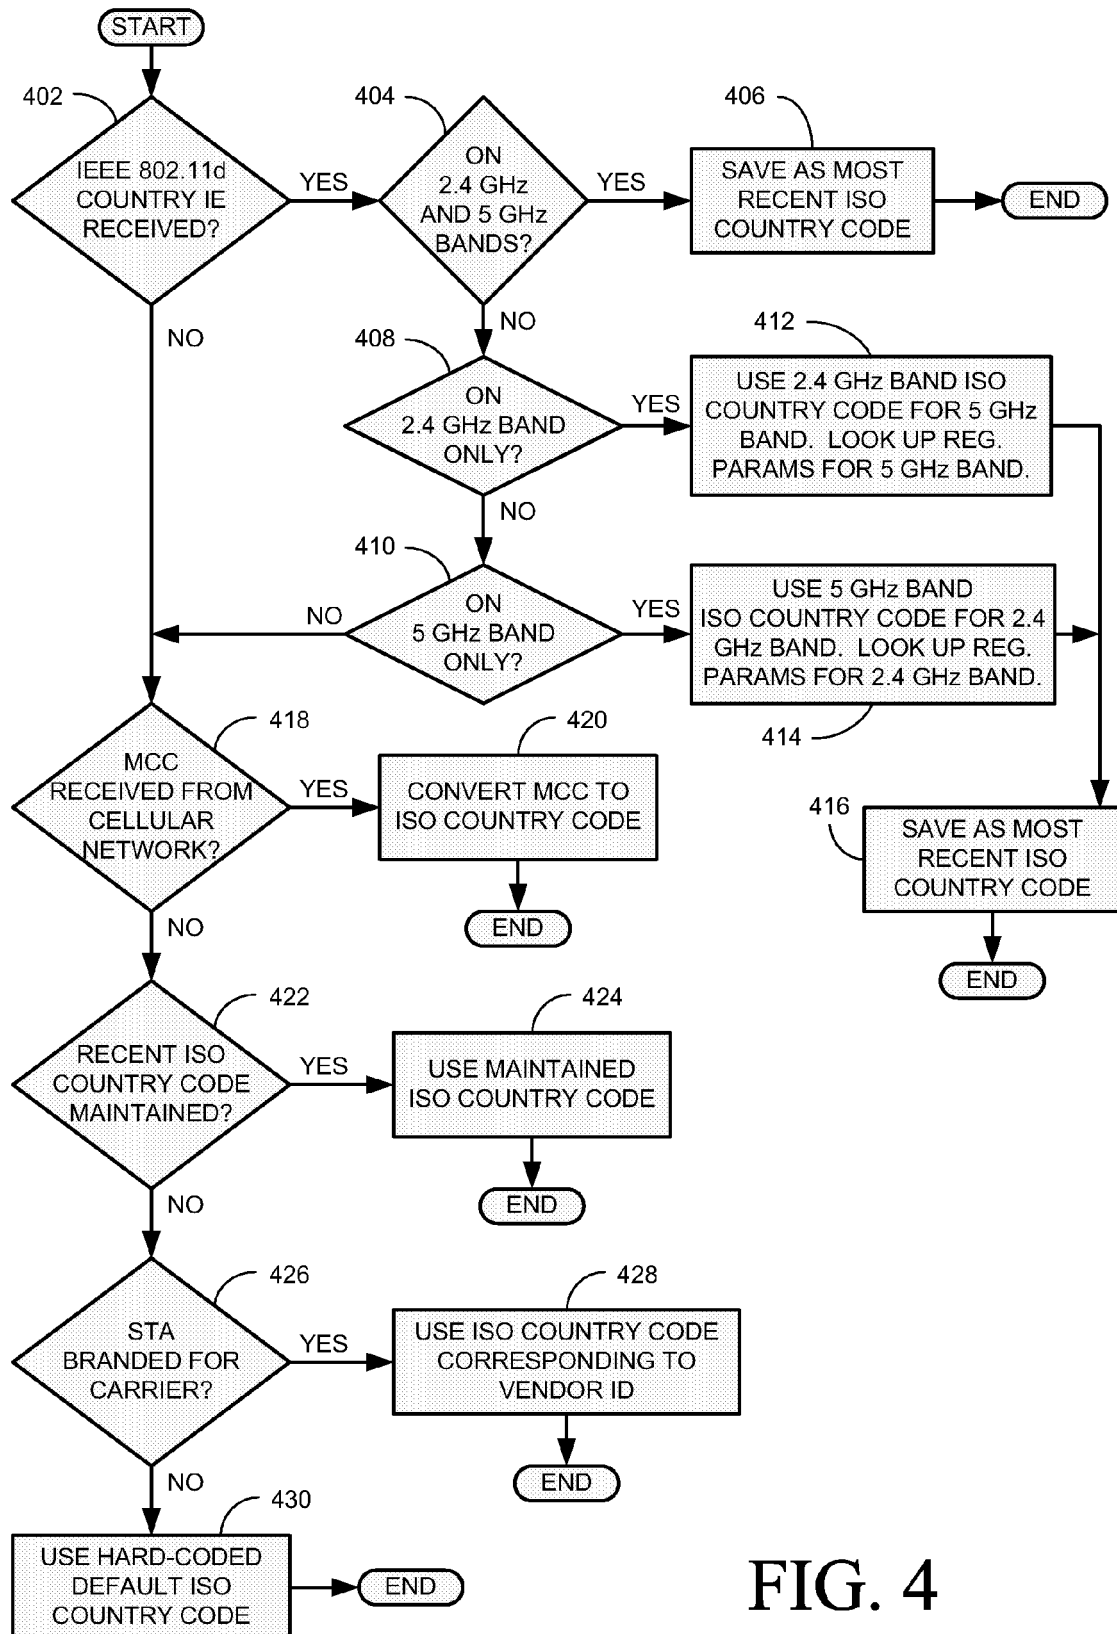 START
402
404
406
IEEE 802.11d
COUNTRY IE
RECEIVED?
YES
ON
2.4 GHz
AND 5 GHz
BANDS?
YES
SAVE AS MOST
RECENT ISO
COUNTRY CODE
END
NO
NO
408
412
ON
2.4 GHz BAND
ONLY?
YES
USE 2.4 GHz BAND ISO
COUNTRY CODE FOR 5 GHz
BAND. LOOK UP REG.
PARAMS FOR 5 GHz BAND.
NO
410
ON
5 GHz BAND
ONLY?
NO
YES
USE 5 GHz BAND
ISO COUNTRY CODE FOR 2.4
GHz BAND. LOOK UP REG.
PARAMS FOR 2.4 GHz BAND.
414
418
420
MCC
RECEIVED FROM
CELLULAR
NETWORK?
YES
CONVERT MCC TO
ISO COUNTRY CODE
END
416
SAVE AS MOST
RECENT ISO
COUNTRY CODE
END
NO
422
424
RECENT ISO
COUNTRY CODE
MAINTAINED?
YES
USE MAINTAINED
ISO COUNTRY CODE
END
NO
426
428
STA
BRANDED FOR
CARRIER?
YES
USE ISO COUNTRY CODE
CORRESPONDING TO
VENDOR ID
END
NO
430
USE HARD-CODED
DEFAULT ISO
COUNTRY CODE
END
FIG. 4